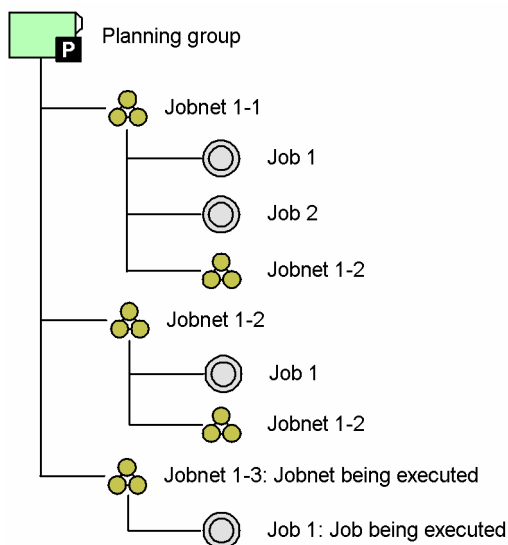 P
Planning group
Jobnet 1-1
Job 1
Job 2
Jobnet 1-2
Jobnet 1-2
Job 1
Jobnet 1-2
Jobnet 1-3: Jobnet being executed
Job 1: Job being executed